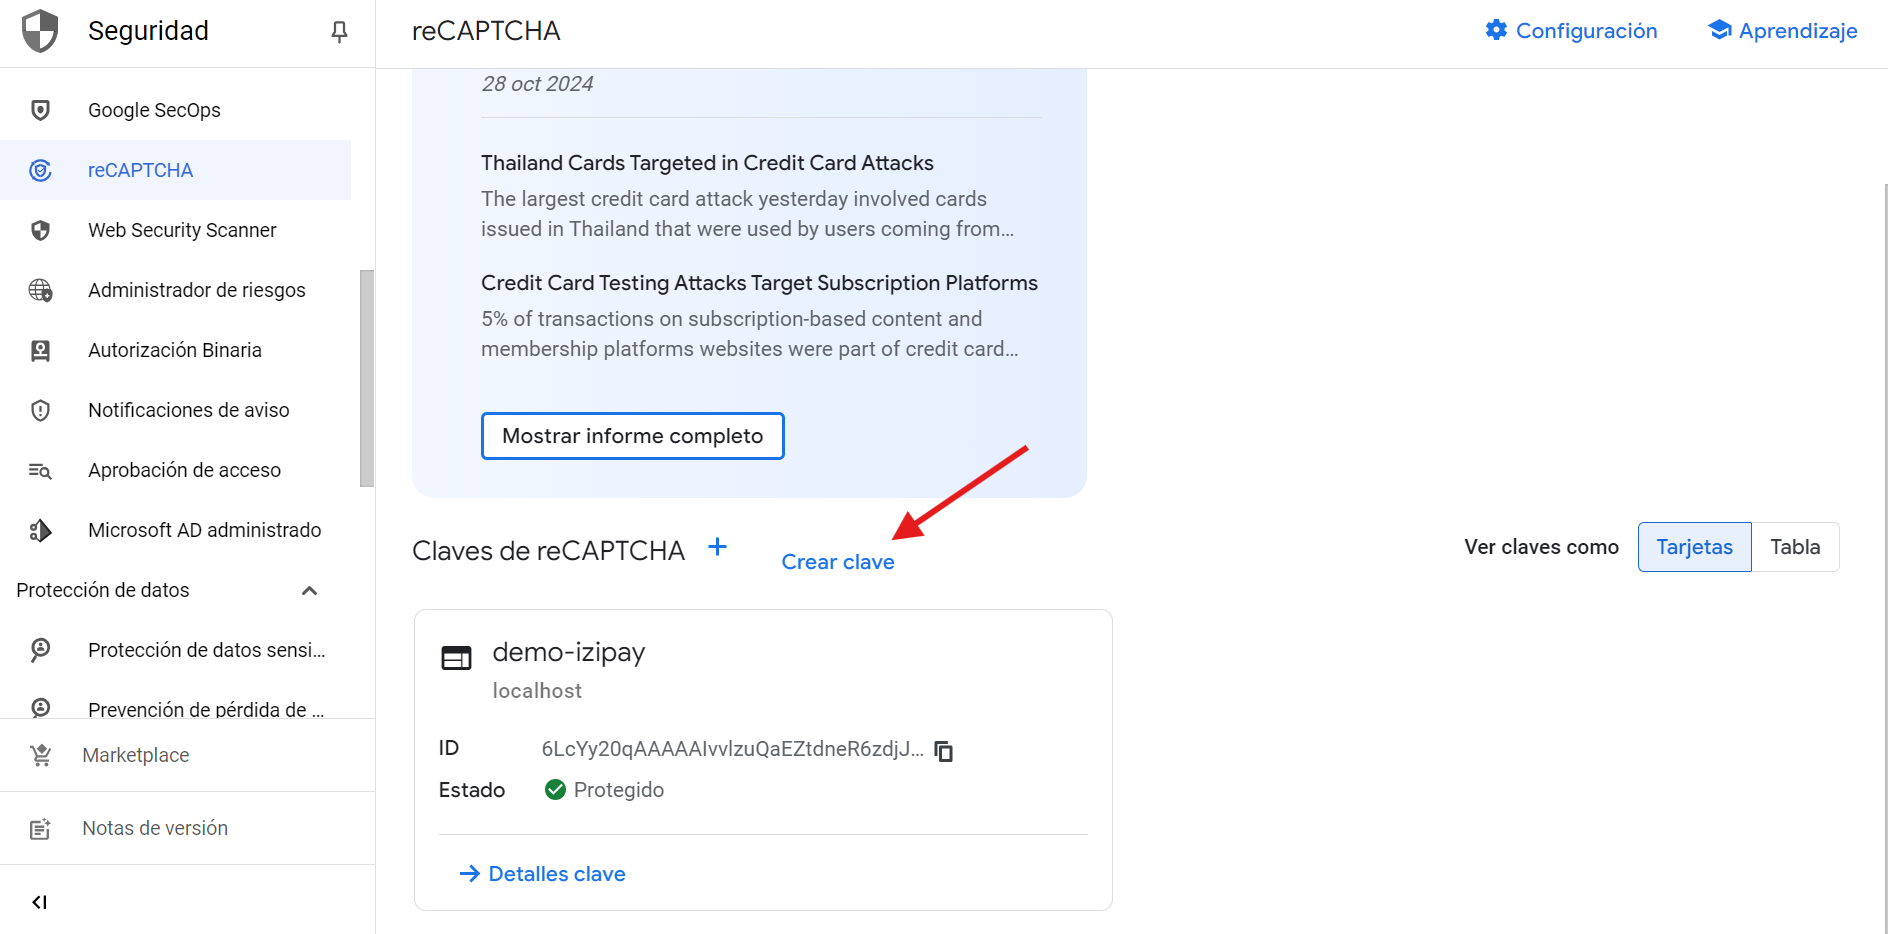 Seguridad
reCAPTCHA
Configuración
Aprendizaje
Google SecOps
reCAPTCHA
Web Security Scanner
Administrador de riesgos
Autorización Binaria
Notificaciones de aviso
Aprobación de acceso
Microsoft AD administrado
Protección de datos
Protección de datos sensi...
Prevención de pérdida de ...
Marketplace
Notas de versión
28 oct 2024
Thailand Cards Targeted in Credit Card Attacks
The largest credit card attack yesterday involved cards
issued in Thailand that were used by users coming from...
Credit Card Testing Attacks Target Subscription Platforms
5% of transactions on subscription-based content and
membership platforms websites were part of credit card...
Mostrar informe completo
Claves de reCAPTCHA
Crear clave
Ver claves como
Tarjetas
Tabla
demo-izipay
localhost
ID
6LcYy20qAAAAAIvvlzuQaEZtdneR6zdjJ...
Estado
Protegido
Detalles clave